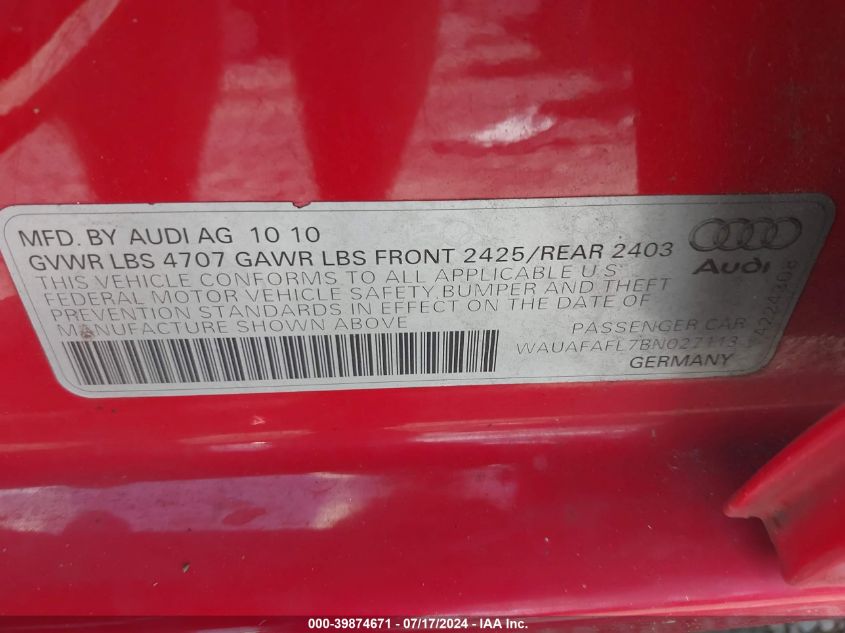 MFD. BY AUDI AG 10 10
GVWR LBS 4707 GAWR LBS FRONT 2425/REAR 2403
THIS VEHICLE CONFORMS TO ALL APPLICABLE U.S.
FEDERAL MOTOR VEHICLE SAFETY, BUMPER AND THEFT
PREVENTION STANDARDS IN EFFECT ON THE DATE OF
MANUFACTURE SHOWN ABOVE
PASSENGER CAR
WAUAFAFL7BN027113
GERMANY
Audi
4224368
000-39874671 - 07/17/2024 - IAA Inc.